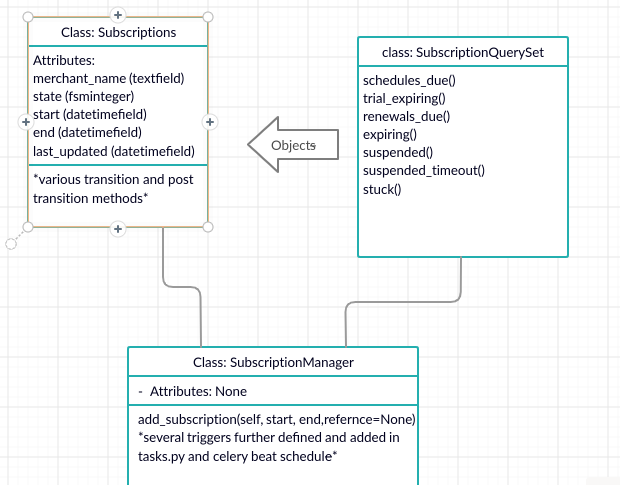 Class: Subscriptions
Attributes:
merchant_name (textfield)
state (fsminteger)
start (datetimefield)
end (datetimefield)
last_updated (datetimefield)
*various transition and post
transition methods*
Objects
class: SubscriptionQuerySet
schedules_due()
trial_expiring()
renewals_due()
expiring()
suspended()
suspended_timeout()
stuck()
Class: SubscriptionManager
- Attributes: None
add_subscription(self, start, end,refernce=None)
*several triggers further defined and added in
tasks.py and celery beat schedule*